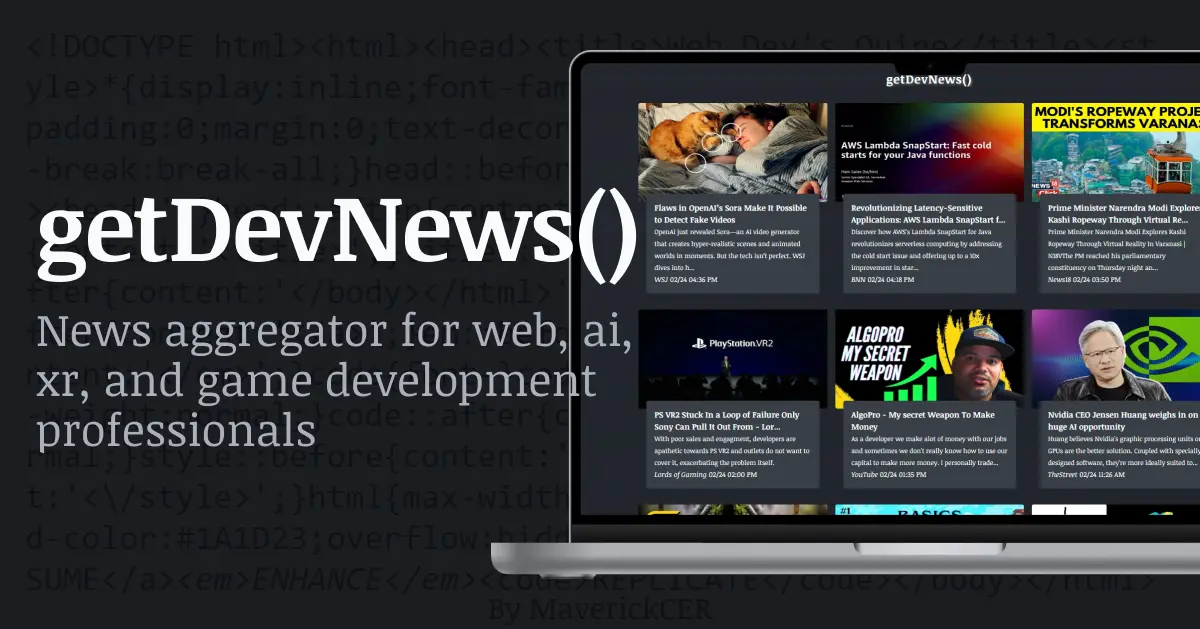 <!DOCTYPE html><html><head><title>Web Dev's Quine</title><st
yle>*{display:inline;font-fam
padding:0;margin:0;
-break:break-all;}head::before
getDevNews()
News aggregator for web, ai,
xr, and game development
professionals
fter{content:'</body></html>'
-weight:normal;}code::after{c
rmal;}style::before{content:'
t:'<\/style>';}html{max-width
d-color:#1A1D23;overflow:hidd
SUME</a><em>ENHANCE</em><code>REPLICATE</code></body></html>
By MaverickCER
getDevNews()
Flaws in OpenAI's Sora Make It Possible
to Detect Fake Videos
OpenAI just revealed Sora—an AI video generator
that creates hyper-realistic scenes and animated
worlds in moments. But the tech isn't perfect. WSJ
dives into h...
WSJ 02/24 04:36 PM
AWS Lambda SnapStart: Fast cold
starts for your Java functions
Revolutionizing Latency-Sensitive
Applications: AWS Lambda SnapStart f...
Discover how AWS's Lambda SnapStart for Java
revolutionizes serverless computing by addressing
the cold start issue and offering up to a 10x
improvement in star...
BNN 02/24 04:18 PM
MODI'S ROPEWAY PROJE
TRANSFORMS VARANAS
NEWS18
Prime Minister Narendra Modi Explores
Kashi Ropeway Through Virtual Re...
Prime Minister Narendra Modi Explores Kashi
Ropeway Through Virtual Reality In Varanasi |
N18VThe PM reached his parliamentary
constituency on Thursday night an...
News18 02/24 03:50 PM
PlayStation.VR2
PS VR2 Stuck In a Loop of Failure Only
Sony Can Pull It Out From - Lor...
With poor sales and engagment, developers are
apathetic towards PS VR2 and outlets do not want to
cover it, exacerbating the problem itself.
Lords of Gaming 02/24 02:00 PM
ALGOPRO
MY SECRET
WEAPON
AlgoPro - My secret Weapon To Make
Money
As a developer we make alot of money with our jobs
and sometimes we don't really know how to use our
capital to make more money. I personaly trade...
YouTube 02/24 01:35 PM
Nvidia CEO Jensen Huang weighs in on
huge AI opportunity
Huang believes Nvidia's graphic processing units or
GPUs are the better solution. Coupled with specially
designed software, they're more ideally suited to...
TheStreet 02/24 11:26 AM
#1
BASICS